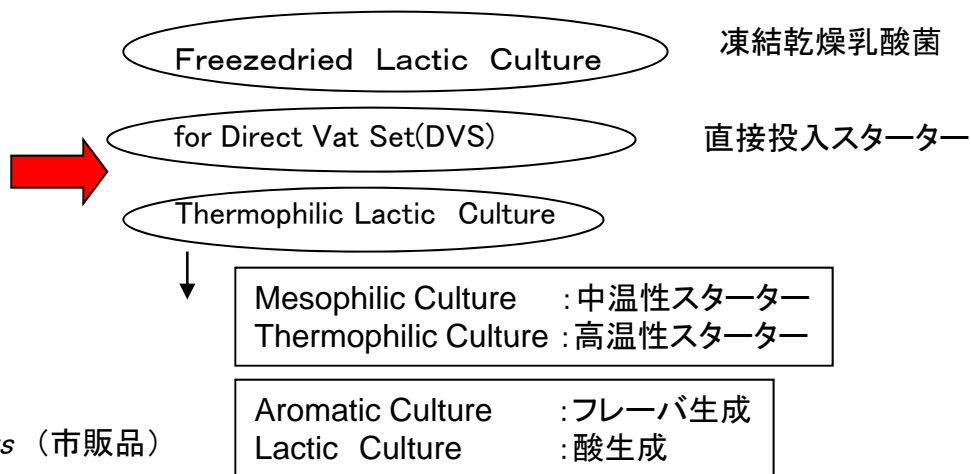 Freezedried Lactic Culture 凍結乾燥乳酸菌
for Direct Vat Set(DVS) 直接投入スターター
Thermophilic Lactic Culture
Mesophilic Culture :中温性スターター
Thermophilic Culture :高温性スターター
Aromatic Culture :フレーバ生成
Lactic Culture :酸生成
s (市販品)